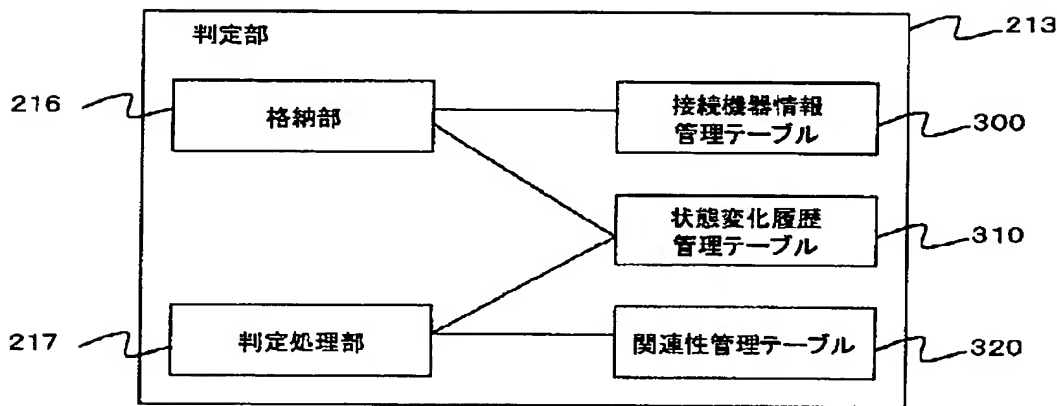 判定部
213
216
格納部
接続機器情報
管理テーブル
300
状態変化履歴
管理テーブル
310
217
判定処理部
関連性管理テーブル
320